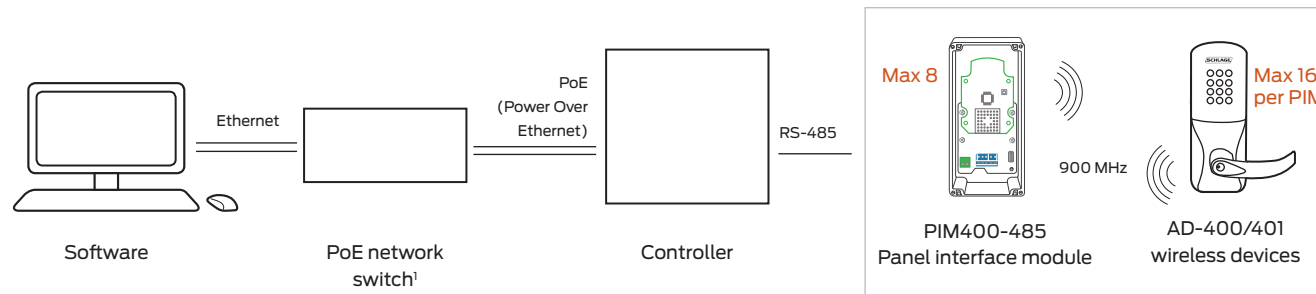 Max 8
SCHLAGE
Max 16
per PIM
PoE
(Power Over
Ethernet)
Ethernet
RS-485
900 MHz
Software
PoE network
switch¹
Controller
PIM400-485
Panel interface module
AD-400/401
wireless devices